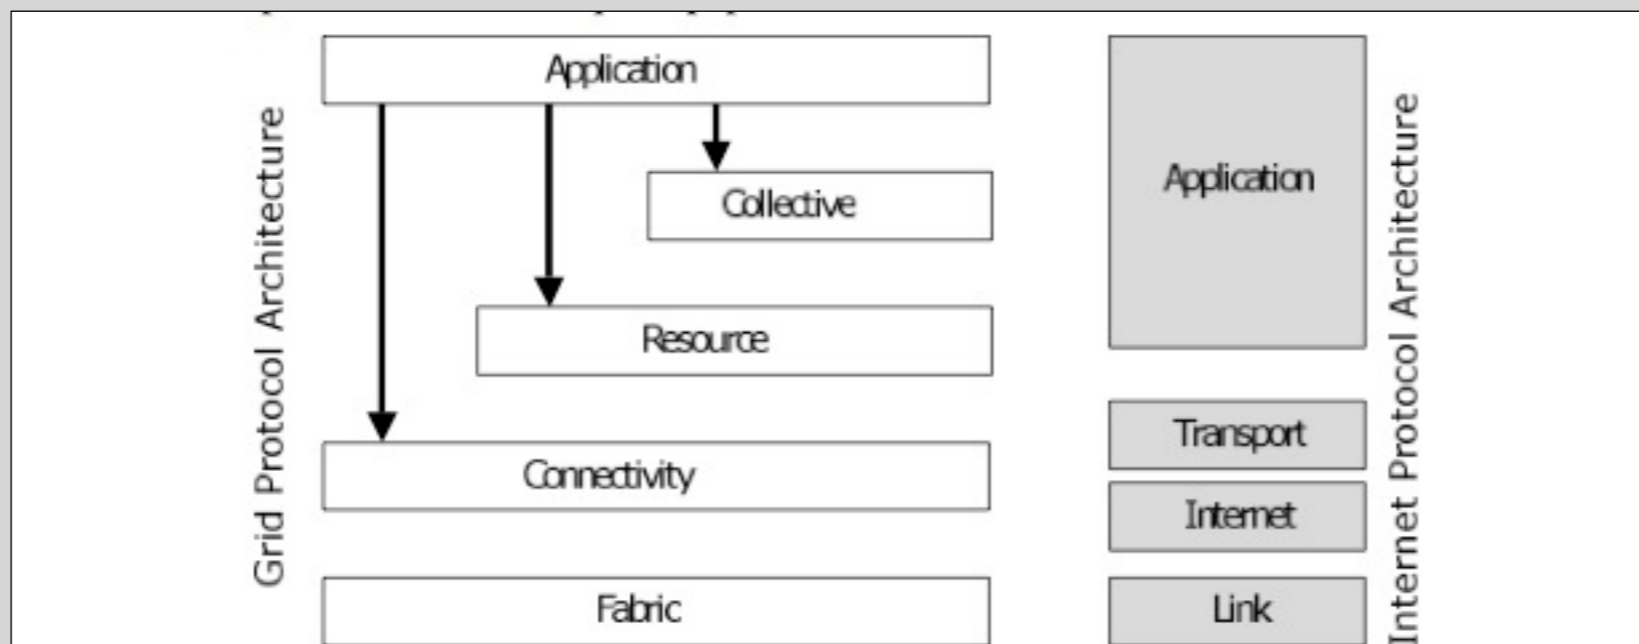 Grid Protocol Architecture
Application
Collective
Resource
Connectivity
Fabric
Application
Transport
Internet
Link
Internet Protocol Architecture